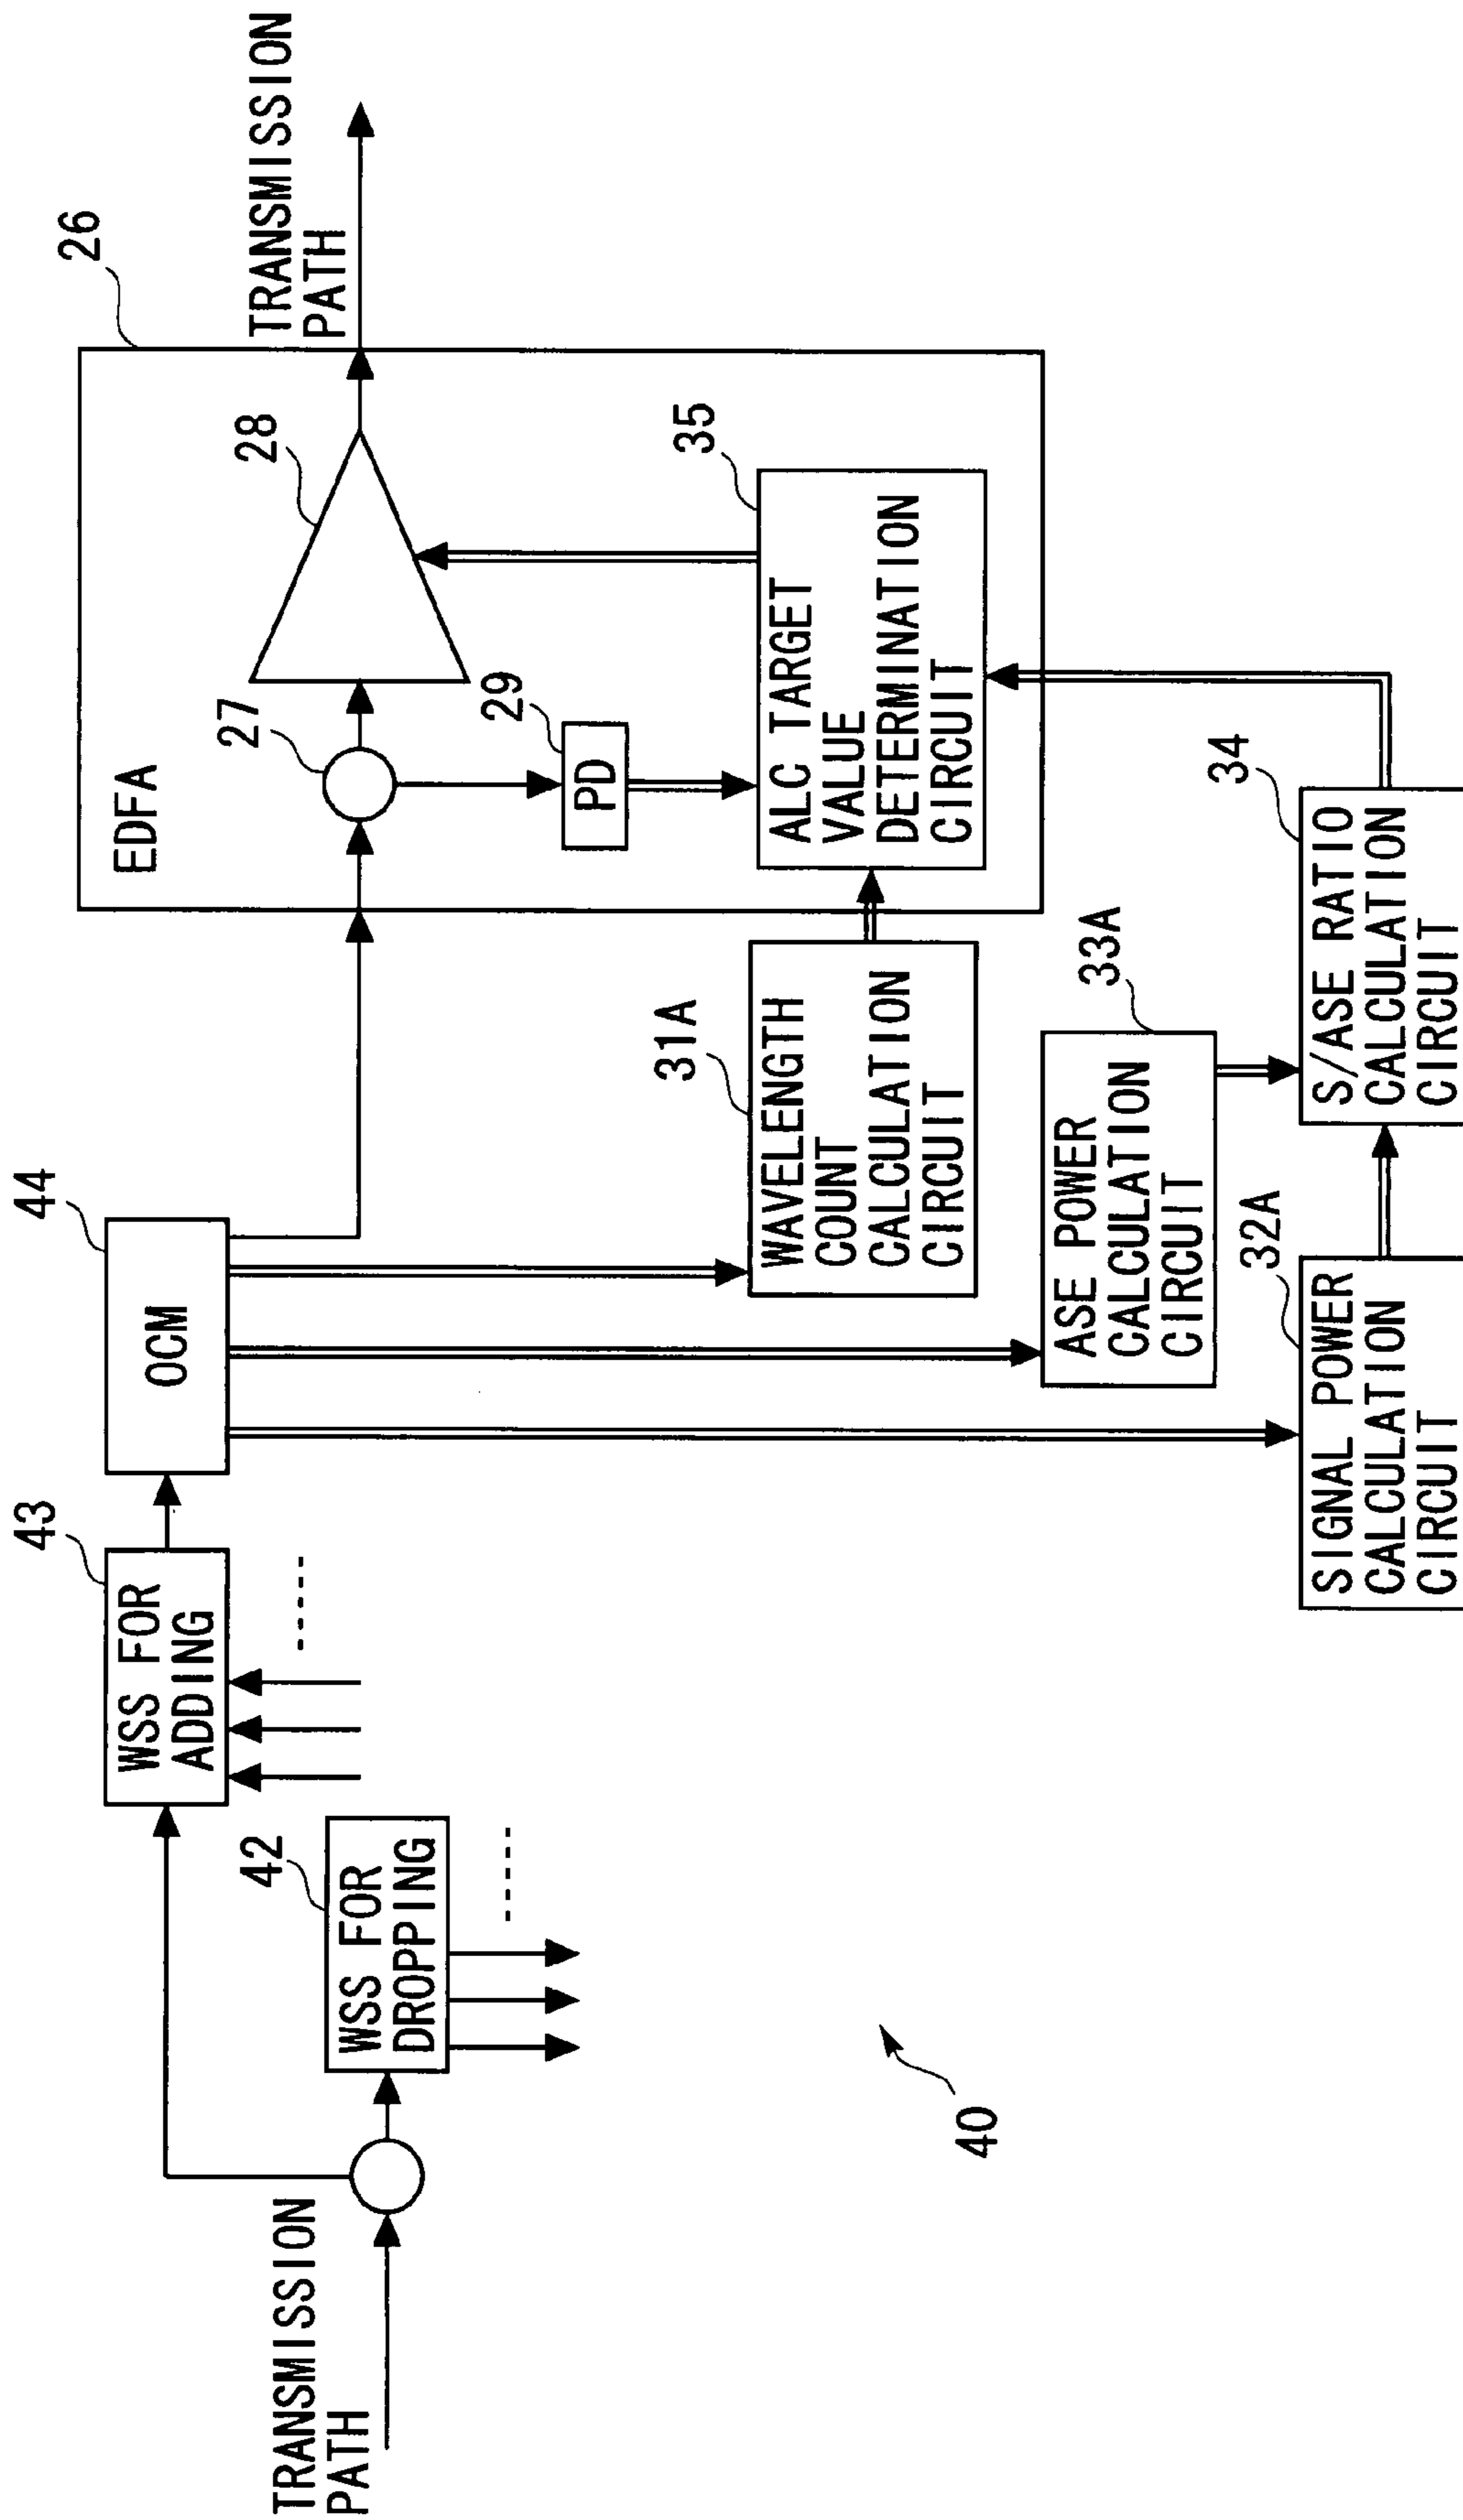 TRANSMISSION
PATH
WSS FOR
DROPPING
42
WSS FOR
ADDING
43
OCM
44
40
EDFA
26
27
28
PD
29
ALC TARGET
VALUE
DETERMINATION
CIRCUIT
35
TRANSMISSION
PATH
WAVELENGTH
COUNT
CALCULATION
CIRCUIT
31A
ASE POWER
CALCULATION
CIRCUIT
33A
SIGNAL POWER
CALCULATION
CIRCUIT
32A
S/ASE RATIO
CALCULATION
CIRCUIT
34